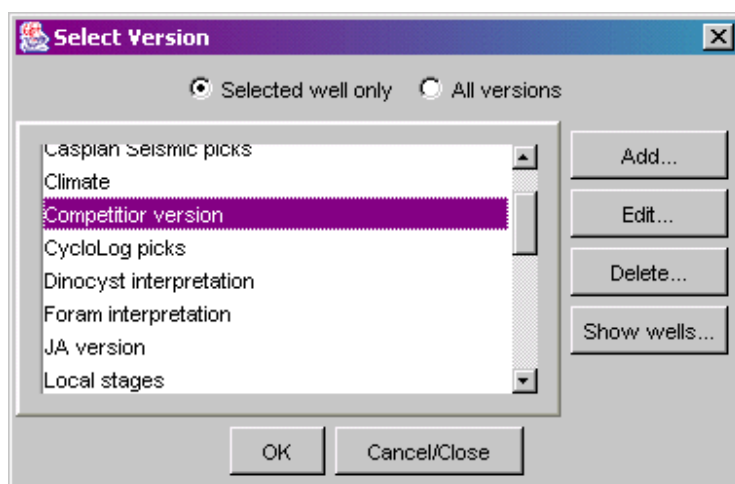 Select Version
Selected well only All versions
Caspian Seismic picks
Climate
Competitior version
CycloLog picks
Dinocyst interpretation
Foram interpretation
JA version
Local stages
Add...
Edit...
Delete...
Show wells...
OK Cancel/Close